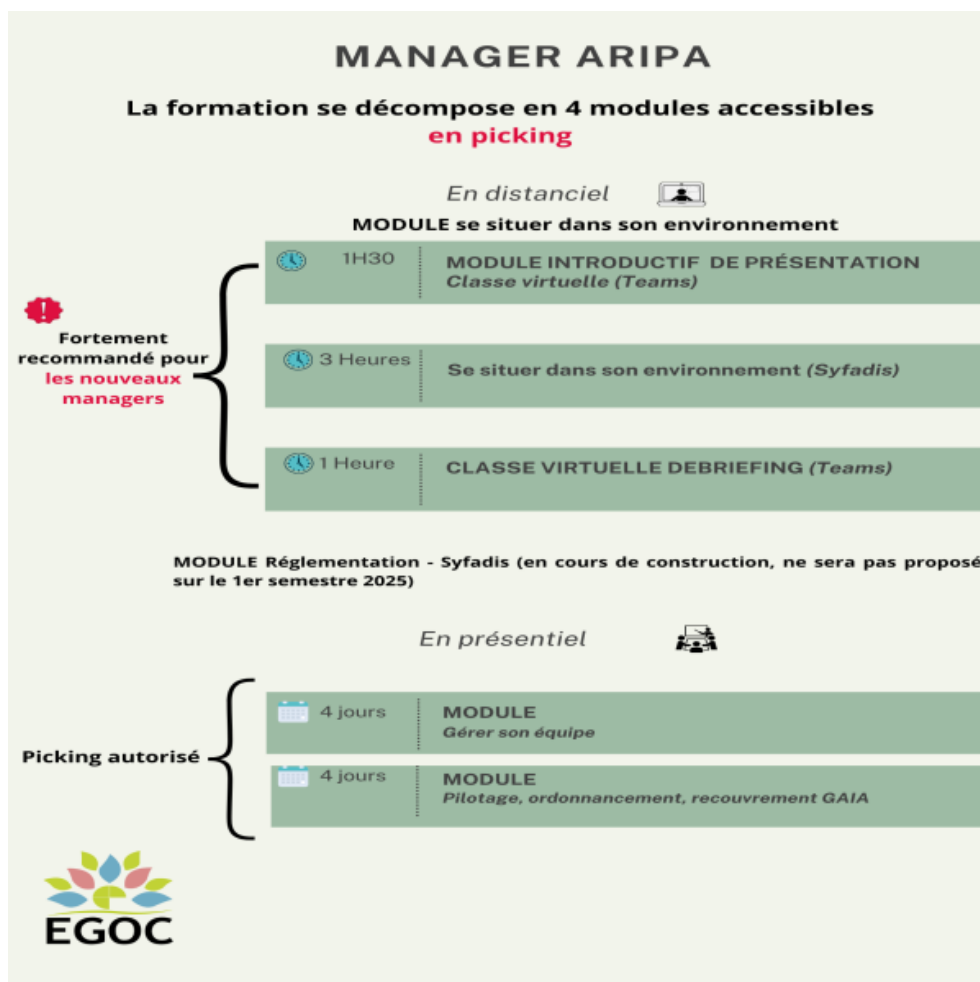 MANAGER ARIPA
La formation se décompose en 4 modules accessibles
en picking
En distanciel
MODULE se situer dans son environnement
1H30
MODULE INTRODUCTIF DE PRÉSENTATION
Classe virtuelle (Teams)
Fortement
recommandé pour
les nouveaux
managers
3 Heures
Se situer dans son environnement (Syfadis)
1 Heure
CLASSE VIRTUELLE DEBRIEFING (Teams)
MODULE Réglementation - Syfadis (en cours de construction, ne sera pas proposé
sur le 1er semestre 2025)
En présentiel
Picking autorisé
4 jours
MODULE
Gérer son équipe
4 jours
MODULE
Pilotage, ordonnancement, recouvrement GAIA
EGOC